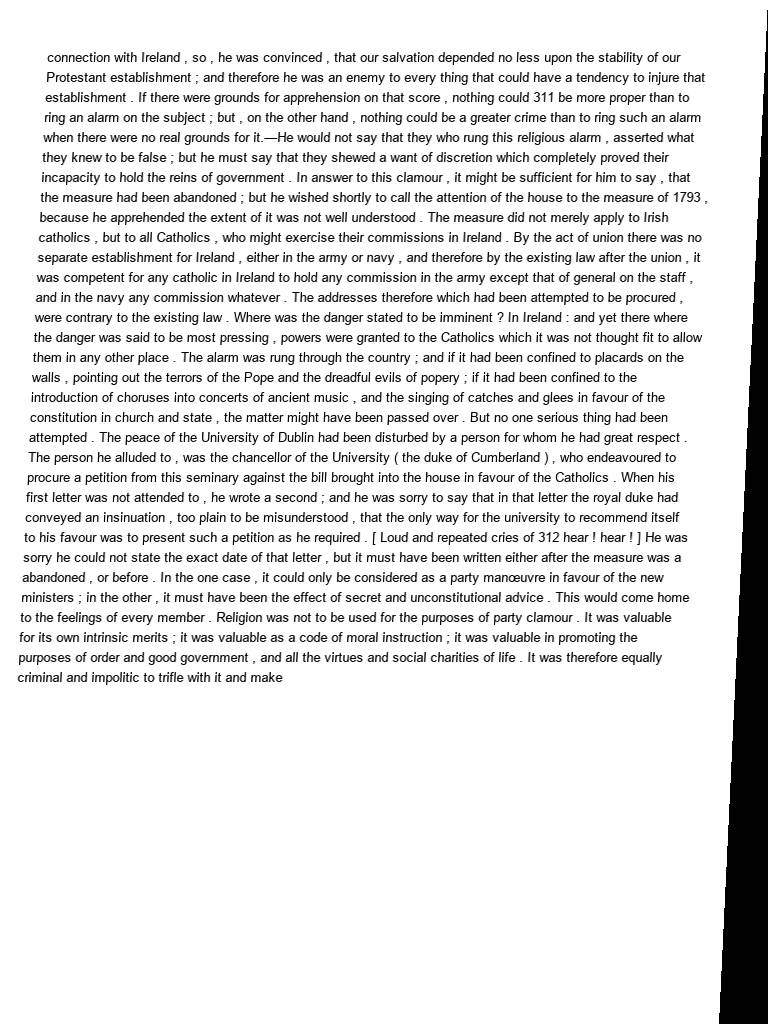 connection with Ireland , so , he was convinced , that our salvation depended no less upon the stability of our
Protestant establishment ; and therefore he was an enemy to every thing that could have a tendency to injure that
establishment . If there were grounds for apprehension on that score , nothing could 311 be more proper than to
ring an alarm on the subject ; but , on the other hand , nothing could be a greater crime than to ring such an alarm
when there were no real grounds for it.—He would not say that they who rung this religious alarm , asserted what
they knew to be false ; but he must say that they shewed a want of discretion which completely proved their
incapacity to hold the reins of government . In answer to this clamour , it might be sufficient for him to say , that
the measure had been abandoned ; but he wished shortly to call the attention of the house to the measure of 1793 ,
because he apprehended the extent of it was not well understood . The measure did not merely apply to Irish
catholics , but to all Catholics , who might exercise their commissions in Ireland . By the act of union there was no
separate establishment for Ireland , either in the army or navy , and therefore by the existing law after the union , it
was competent for any catholic in Ireland to hold any commission in the army except that of general on the staff ,
and in the navy any commission whatever . The addresses therefore which had been attempted to be procured ,
were contrary to the existing law . Where was the danger stated to be imminent ? In Ireland : and yet there where
the danger was said to be most pressing , powers were granted to the Catholics which it was not thought fit to allow
them in any other place . The alarm was rung through the country ; and if it had been confined to placards on the
walls , pointing out the terrors of the Pope and the dreadful evils of popery ; if it had been confined to the
introduction of choruses into concerts of ancient music , and the singing of catches and glees in favour of the
constitution in church and state , the matter might have been passed over . But no one serious thing had been
attempted . The peace of the University of Dublin had been disturbed by a person for whom he had great respect .
The person he alluded to , was the chancellor of the University ( the duke of Cumberland ) , who endeavoured to
procure a petition from this seminary against the bill brought into the house in favour of the Catholics . When his
first letter was not attended to , he wrote a second ; and he was sorry to say that in that letter the royal duke had
conveyed an insinuation , too plain to be misunderstood , that the only way for the university to recommend itself
to his favour was to present such a petition as he required . [ Loud and repeated cries of 312 hear ! hear ! ] He was
sorry he could not state the exact date of that letter , but it must have been written either after the measure was a
abandoned , or before . In the one case , it could only be considered as a party manœuvre in favour of the new
ministers ; in the other , it must have been the effect of secret and unconstitutional advice . This would come home
to the feelings of every member . Religion was not to be used for the purposes of party clamour . It was valuable
for its own intrinsic merits ; it was valuable as a code of moral instruction ; it was valuable in promoting the
purposes of order and good government , and all the virtues and social charities of life . It was therefore equally
criminal and impolitic to trifle with it and make